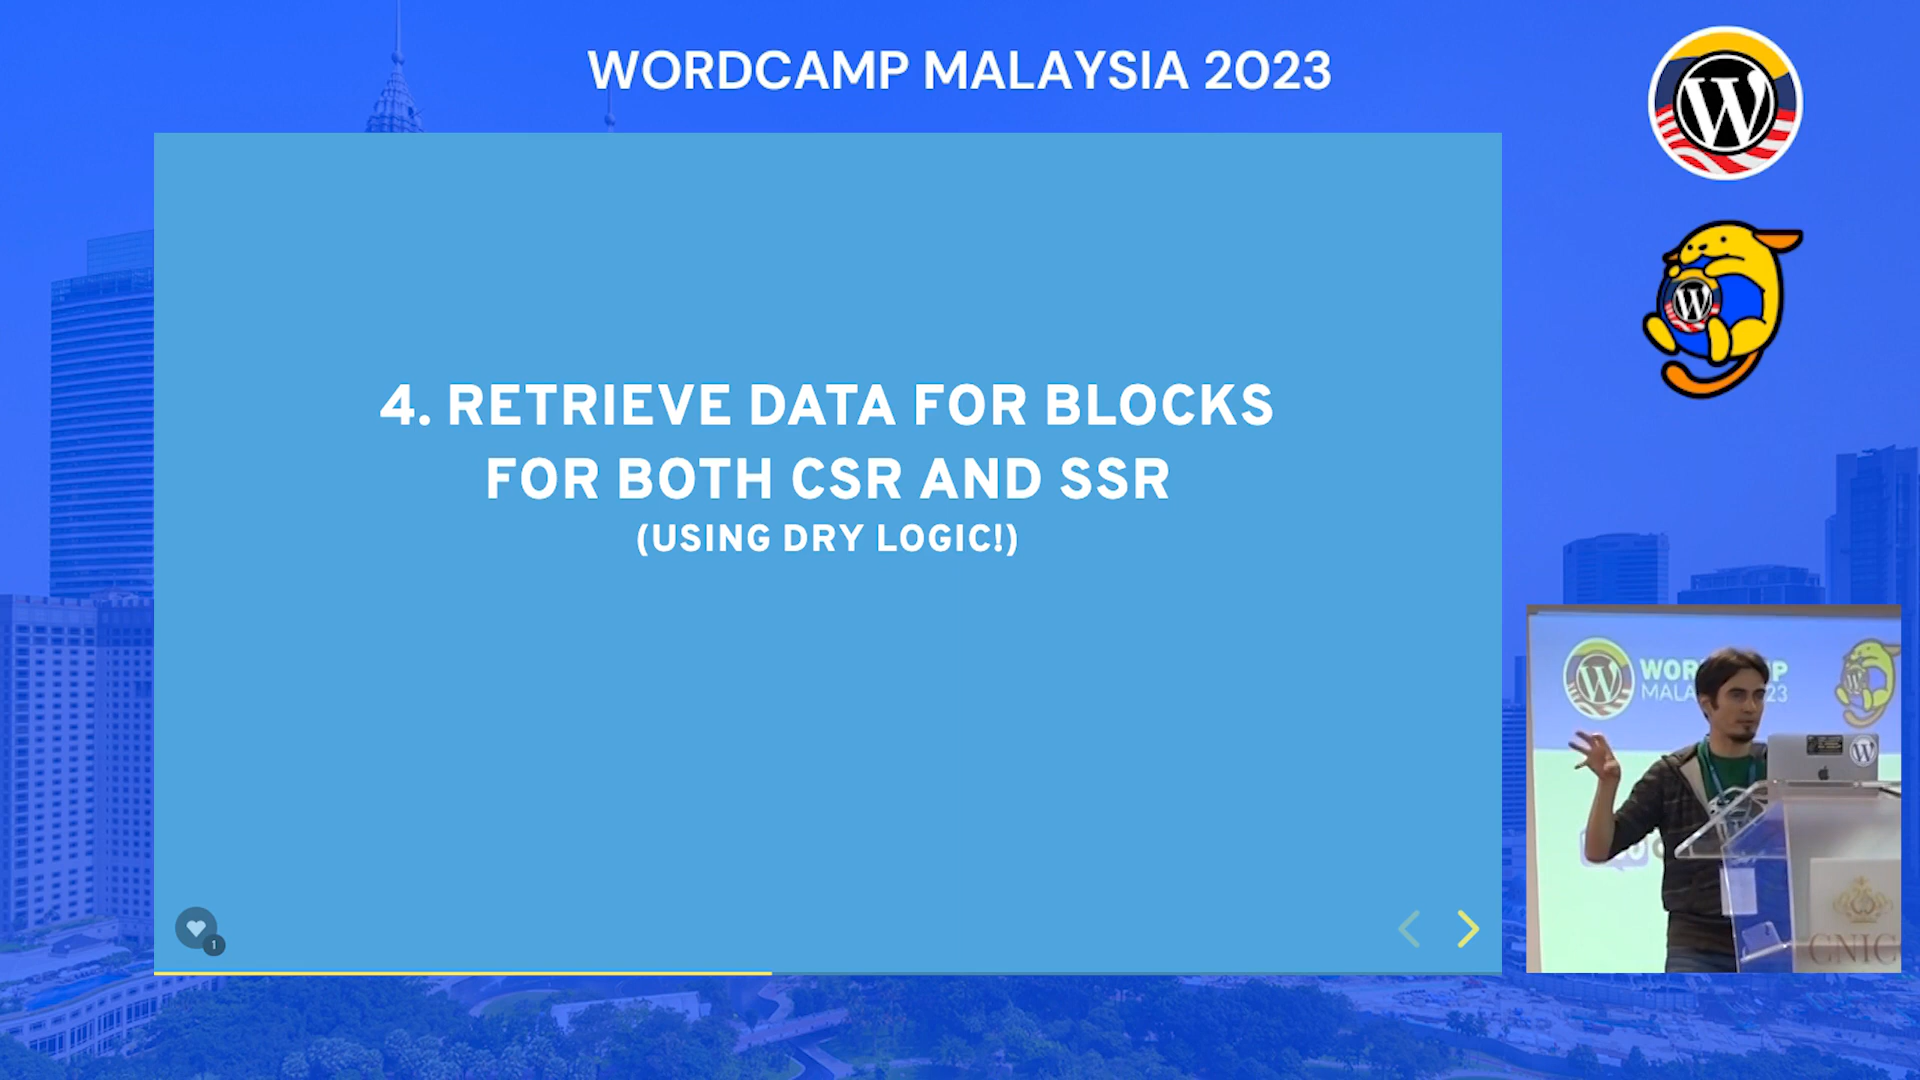 WORDCAMP MALAYSIA 2023
4. RETRIEVE DATA FOR BLOCKS
FOR BOTH CSR AND SSR
(USING DRY LOGIC!)
1